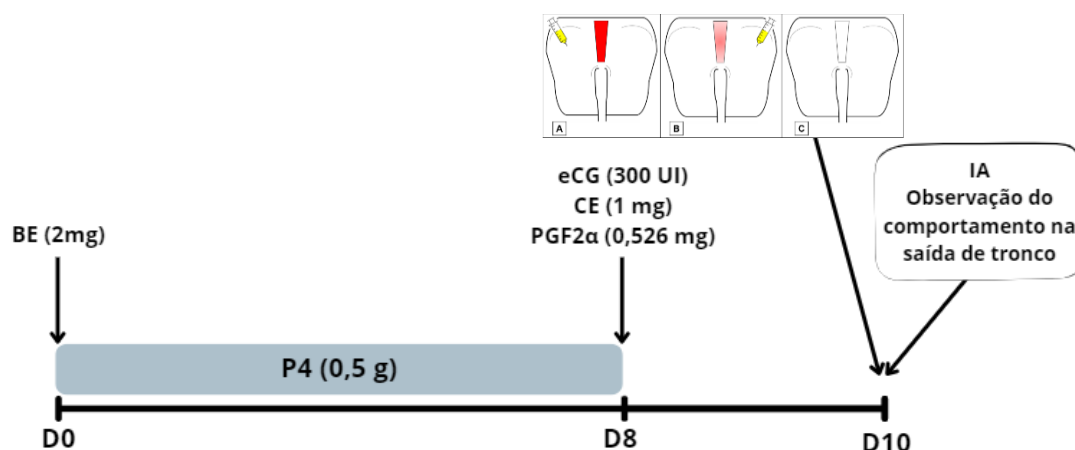 A
B
C
eCG (300 UI)
CE (1 mg)
PGF2α (0,526 mg)
IA
Observação do
comportamento na
saída de tronco
BE (2mg)
P4 (0,5 g)
D0
D8
D10